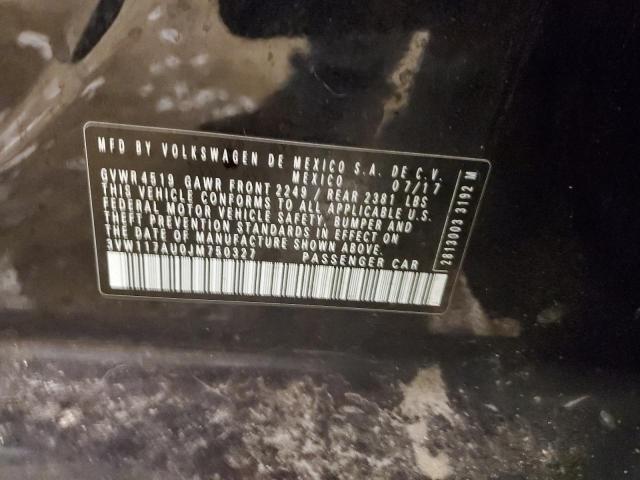 MFD BY VOLKSWAGEN DE MEXICO S.A. DE C.V.
MEXICO 07/17
GVWR 4519 GAWR FRONT 2249 / REAR 2381 LBS
THIS VEHICLE CONFORMS TO ALL APPLICABLE U.S.
FEDERAL MOTOR VEHICLE SAFETY, BUMPER AND
THEFT PREVENTION STANDARDS IN EFFECT ON
THE DATE OF MANUFACTURE SHOWN ABOVE.
PASSENGER CAR
2813003 3192 M